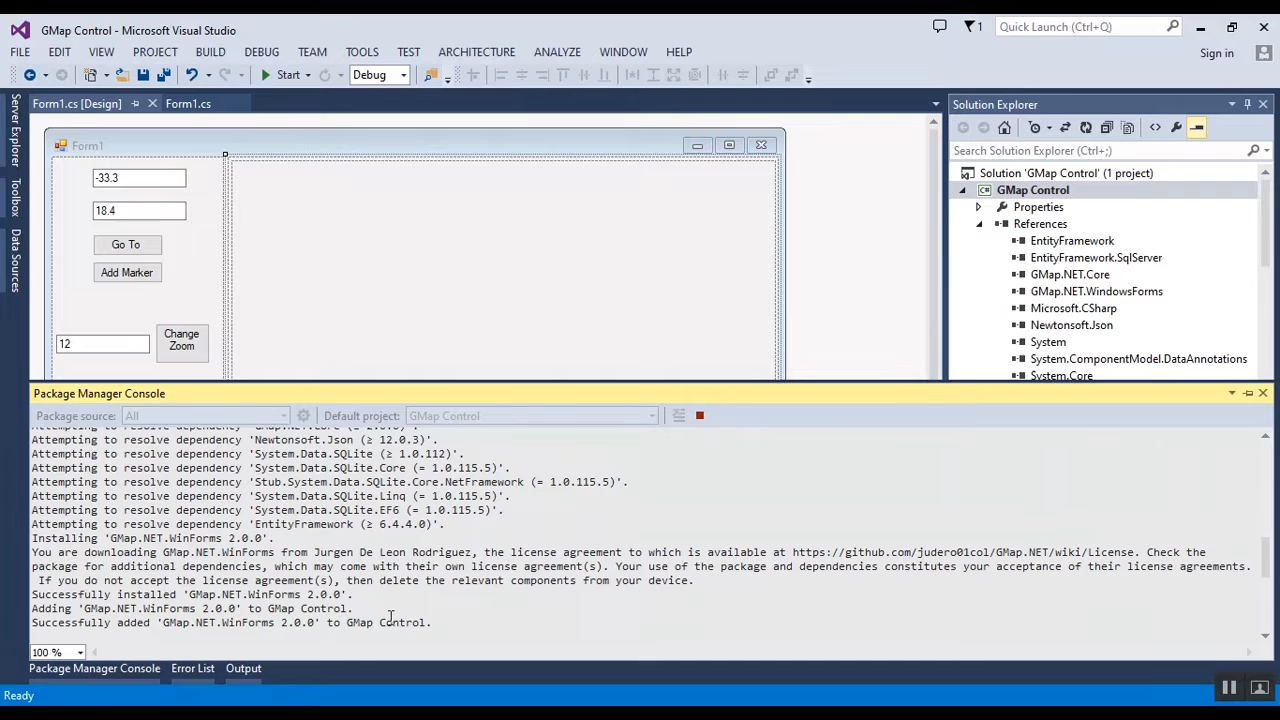 GMap Control - Microsoft Visual Studio
1
Quick Launch (Ctrl+Q)
FILE EDIT VIEW PROJECT BUILD DEBUG TEAM TOOLS TEST ARCHITECTURE ANALYZE WINDOW HELP
Sign in
Start
Debug
Server Explorer
Toolbox
Data Sources
Form1.cs [Design]
Form1.cs
Form1
-33.3
18.4
Go To
Add Marker
12
Change
Zoom
Solution Explorer
Search Solution Explorer (Ctrl+;)
Solution 'GMap Control' (1 project)
C#
GMap Control
Properties
References
EntityFramework
EntityFramework.SqlServer
GMap.NET.Core
GMap.NET.WindowsForms
Microsoft.CSharp
Newtonsoft.Json
System
System.ComponentModel.DataAnnotations
System.Core
Package Manager Console
Package source: All
Default project: GMap Control
Attempting to resolve dependency 'Newtonsoft.Json (≥ 12.0.3)'.
Attempting to resolve dependency 'System.Data.SQLite (≥ 1.0.112)'.
Attempting to resolve dependency 'System.Data.SQLite.Core (= 1.0.115.5)'.
Attempting to resolve dependency 'Stub.System.Data.SQLite.Core.NetFramework (= 1.0.115.5)'.
Attempting to resolve dependency 'System.Data.SQLite.Linq (= 1.0.115.5)'.
Attempting to resolve dependency 'System.Data.SQLite.EF6 (= 1.0.115.5)'.
Attempting to resolve dependency 'EntityFramework (≥ 6.4.4.0)'.
Installing 'GMap.NET.WinForms 2.0.0'.
You are downloading GMap.NET.WinForms from Jurgen De Leon Rodriguez, the license agreement to which is available at https://github.com/judero01col/GMap.NET/wiki/License. Check the
package for additional dependencies, which may come with their own license agreement(s). Your use of the package and dependencies constitutes your acceptance of their license agreements.
If you do not accept the license agreement(s), then delete the relevant components from your device.
Successfully installed 'GMap.NET.WinForms 2.0.0'.
Adding 'GMap.NET.WinForms 2.0.0' to GMap Control.
Successfully added 'GMap.NET.WinForms 2.0.0' to GMap Control.
100 %
Package Manager Console
Error List
Output
Ready